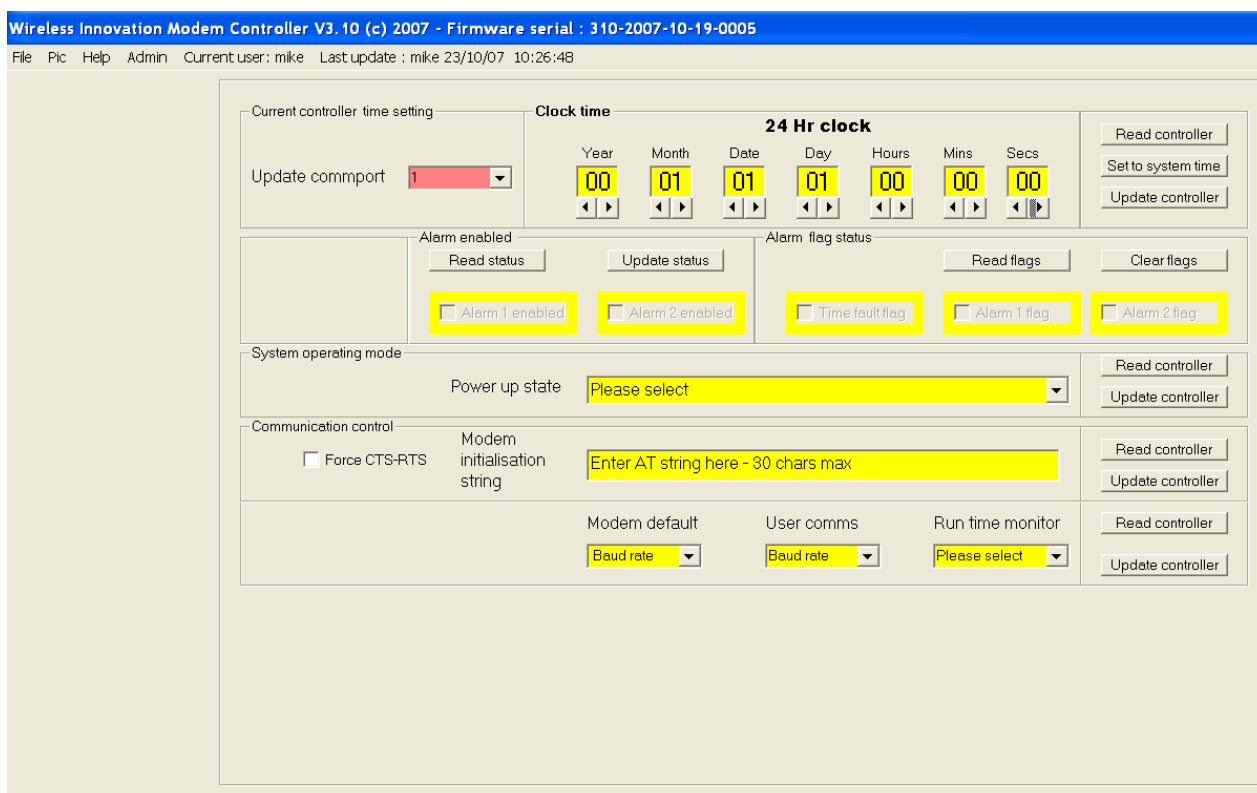 Wireless Innovation Modem Controller V3.10 (c) 2007 - Firmware serial : 310-2007-10-19-0005
File Pic Help Admin Current user: mike Last update : mike 23/10/07 10:26:48
Current controller time setting
Clock time
24 Hr clock
Update commport 1
Year Month Date Day Hours Mins Secs
00 01 01 01 00 00 00
Read controller
Set to system time
Update controller
Alarm enabled
Read status Update status
Alarm 1 enabled Alarm 2 enabled
Alarm flag status
Read flags Clear flags
Time fault flag Alarm 1 flag Alarm 2 flag
System operating mode
Power up state Please select
Read controller
Update controller
Communication control
Force CTS-RTS
Modem
initialisation
string
Enter AT string here - 30 chars max
Read controller
Update controller
Modem default User comms Run time monitor
Baud rate Baud rate Please select
Read controller
Update controller